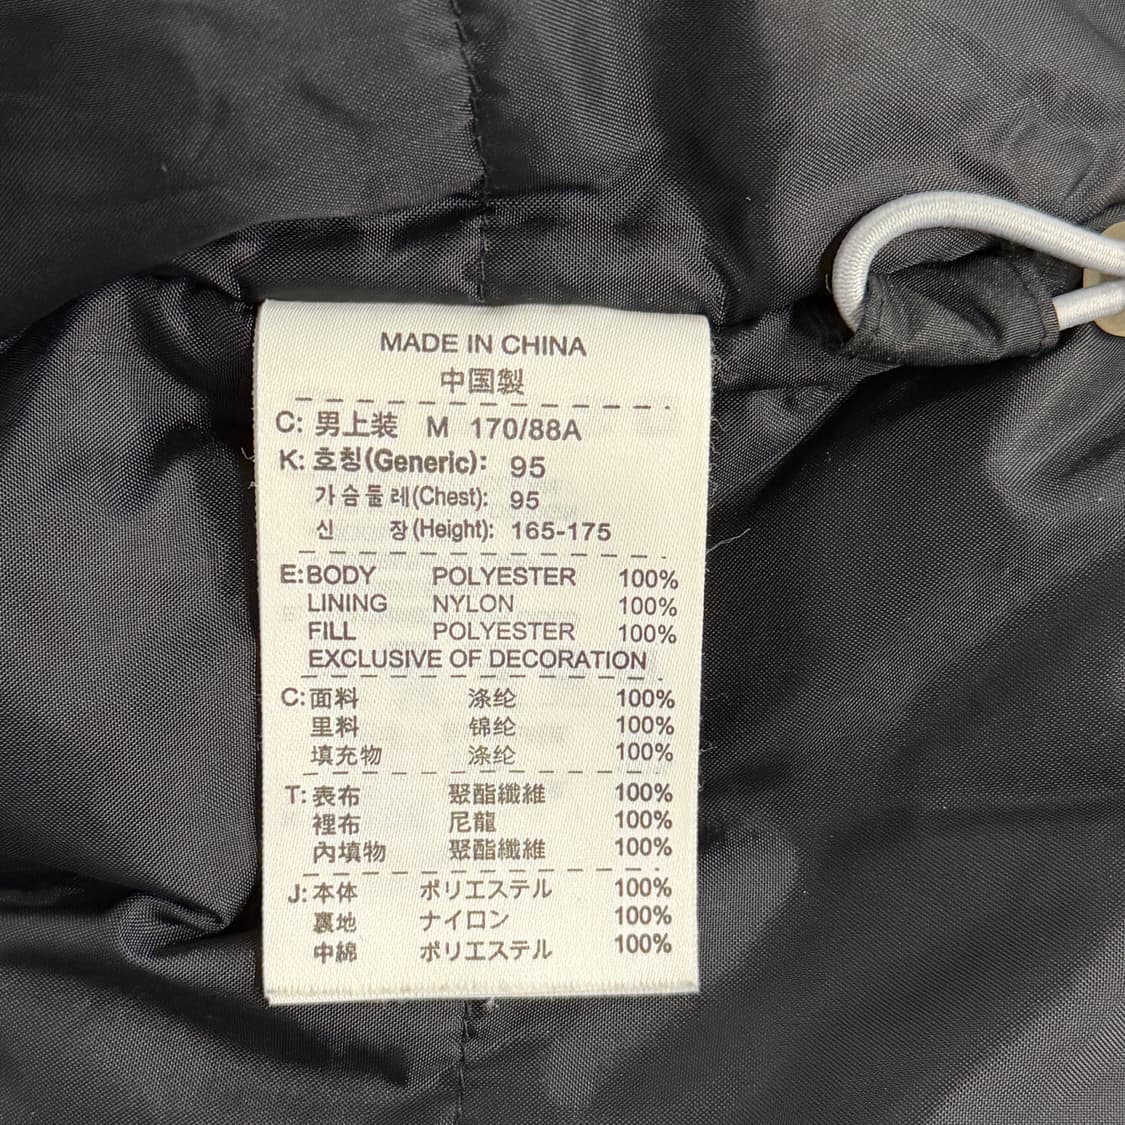 MADE IN CHINA
中国製
C: 男上装 M 170/88A
K: 호칭(Generic): 95
가슴둘레(Chest): 95
신 장(Height): 165-175
E:BODY POLYESTER 100%
LINING NYLON 100%
FILL POLYESTER 100%
EXCLUSIVE OF DECORATION
C:面料 涤纶 100%
里料 锦纶 100%
填充物 涤纶 100%
T:表布 聚酯纖維 100%
裡布 尼龍 100%
內填物 聚酯纖維 100%
J:本体 ポリエステル 100%
裏地 ナイロン 100%
中綿 ポリエステル 100%